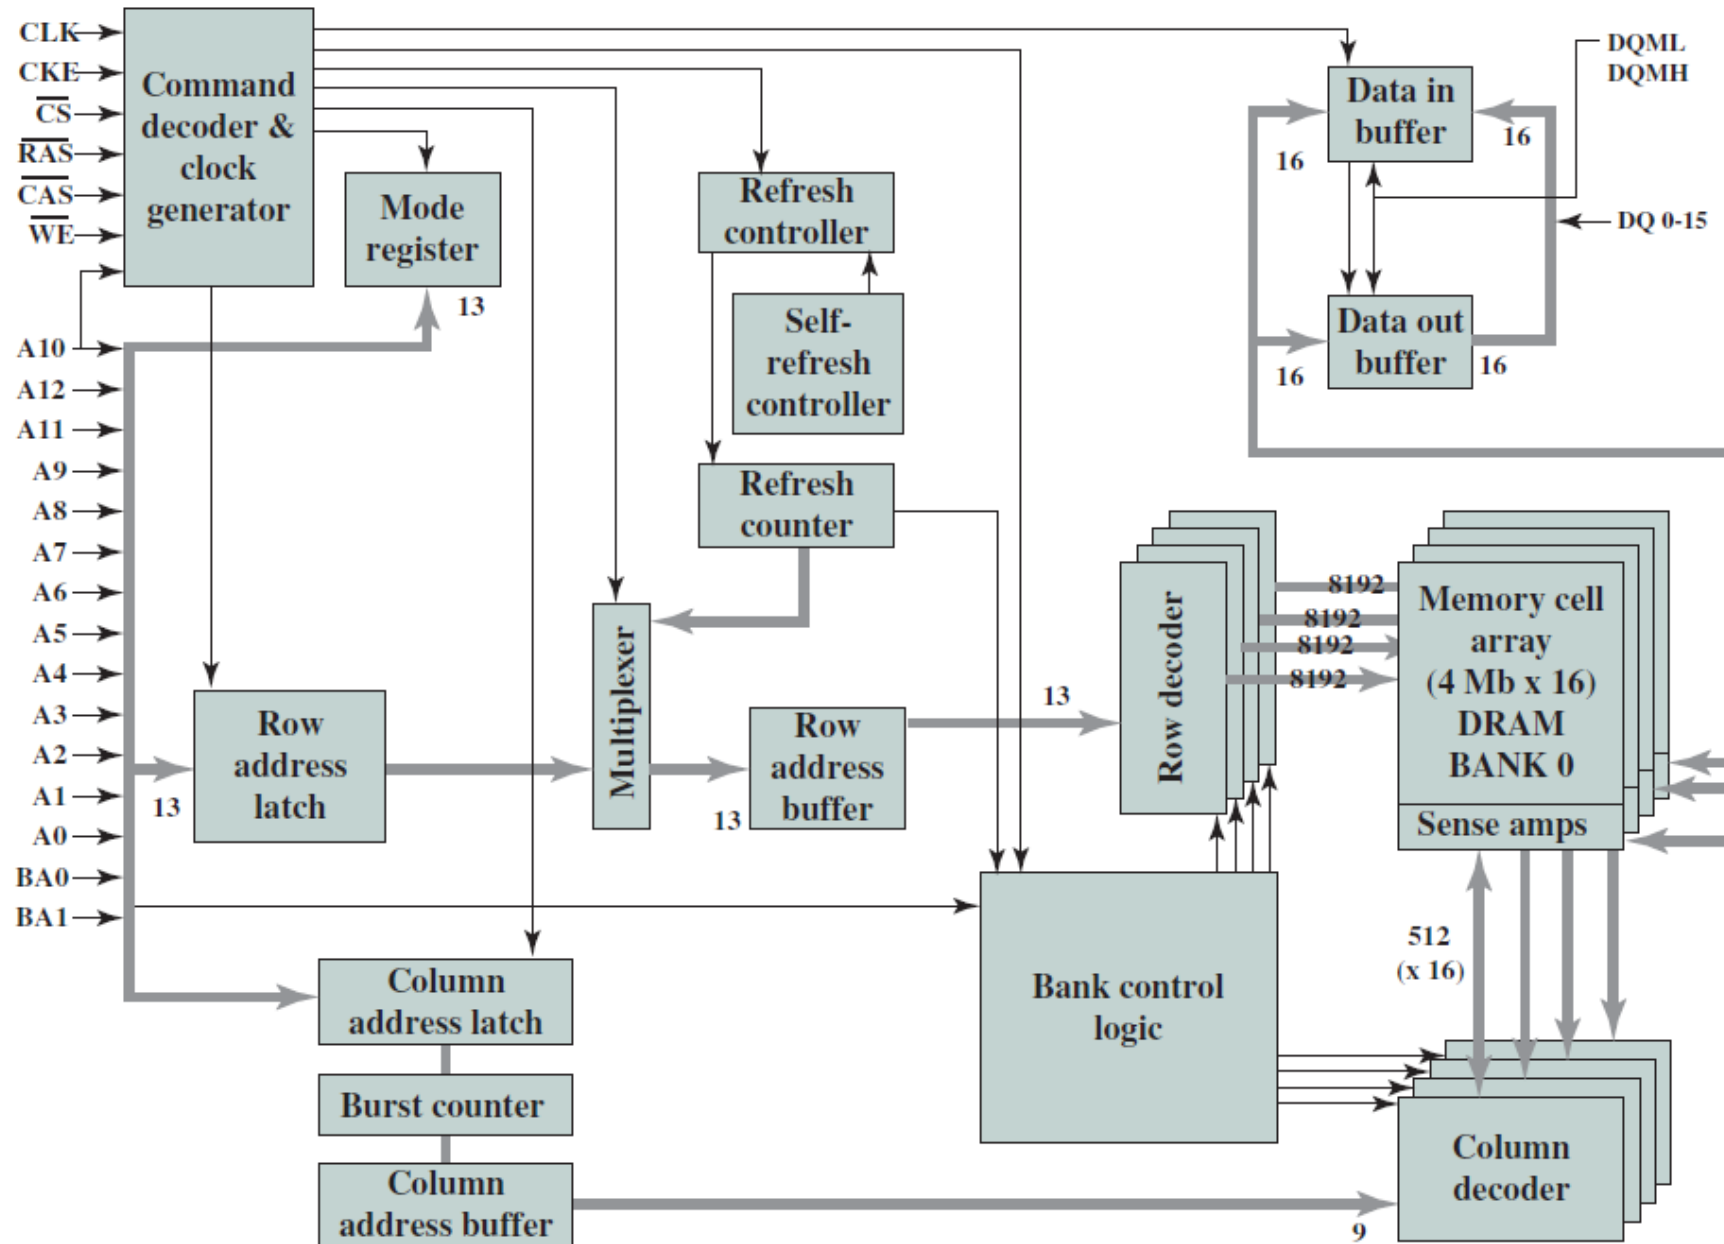 CLK
CKE
CS
RAS
CAS
WE
A10
A12
A11
A9
A8
A7
A6
A5
A4
A3
A2
A1
A0
BA0
BA1
Command
decoder &
clock
generator
Mode
register
13
Refresh
controller
Self-
refresh
controller
Refresh
counter
Multiplexer
Row
address
latch
13
Row
address
buffer
13
13
Column
address latch
Burst counter
Column
address buffer
9
Bank control
logic
Row decoder
8192
8192
8192
8192
Memory cell
array
(4 Mb x 16)
DRAM
BANK 0
Sense amps
512
(x 16)
Column
decoder
Data in
buffer
16
16
Data out
buffer
16
16
DQML
DQMH
DQ 0-15